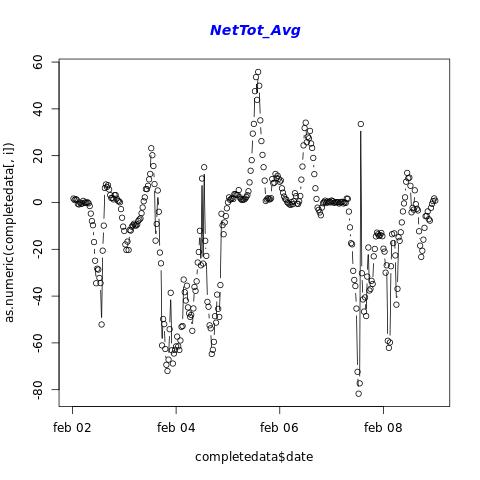 NetTot_Avg
as.numeric(completedata[, i])
60
40
20
0
-20
-40
-60
-80
feb 02
feb 04
feb 06
feb 08
completedata$date